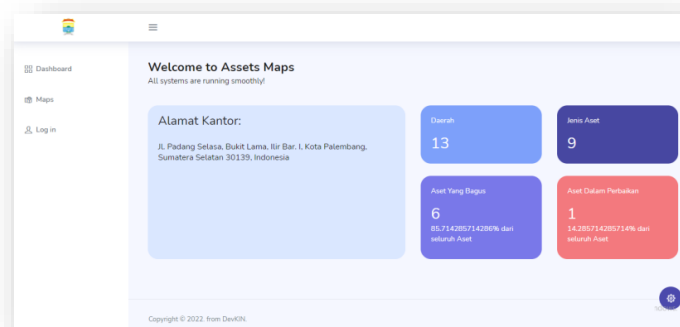 Dashboard
Maps
Log in
Welcome to Assets Maps
All systems are running smoothly!
Alamat Kantor:
Jl. Padang Selasa, Bukit Lama, Ilir Bar. I, Kota Palembang,
Sumatera Selatan 30139, Indonesia
Daerah
13
Jenis Aset
9
Aset Yang Bagus
6
85.714285714286% dari
seluruh Aset
Aset Dalam Perbaikan
1
14.285714285714% dari
seluruh Aset
Copyright © 2022. from DevKIN.